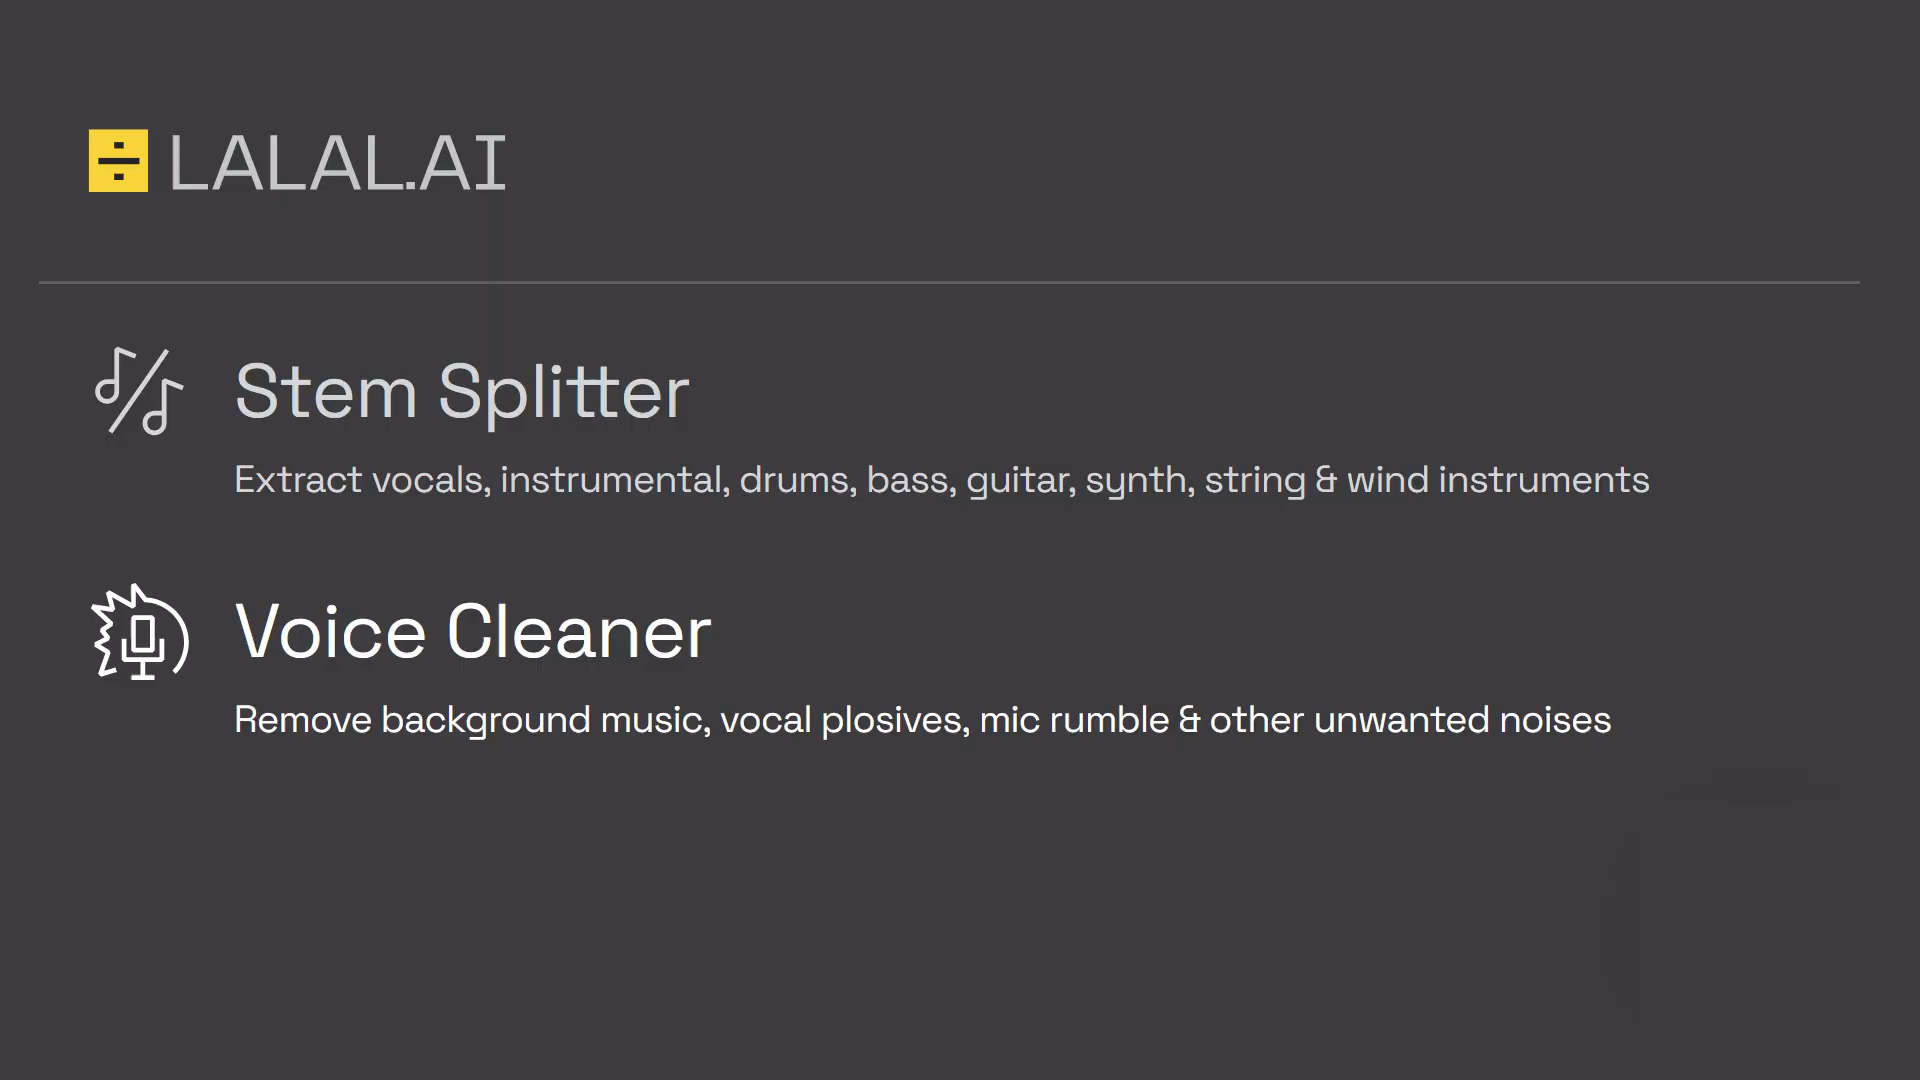 LALAL.AI
Stem Splitter
Extract vocals, instrumental, drums, bass, guitar, synth, string & wind instruments
Voice Cleaner
Remove background music, vocal plosives, mic rumble & other unwanted noises